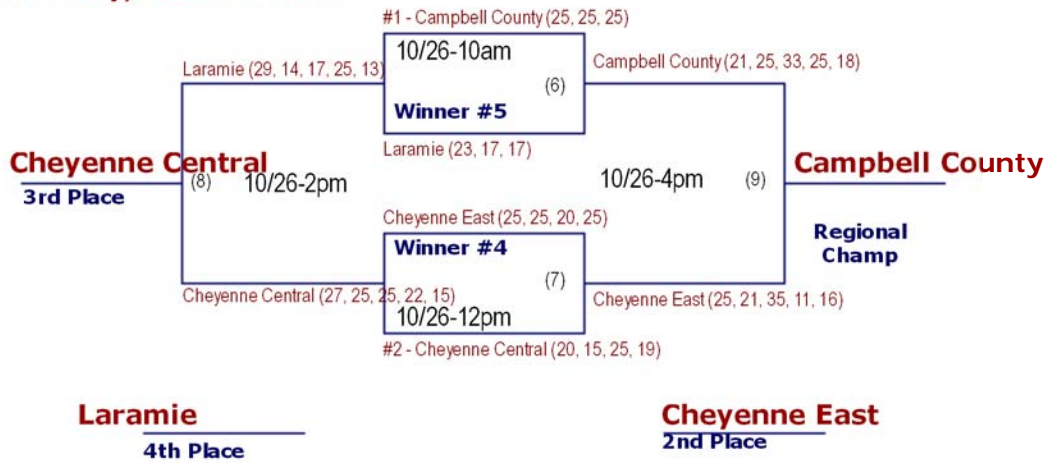 #1 - Campbell County (25, 25, 25)
10/26-10am
Laramie (29, 14, 17, 25, 13)
Campbell County (21, 25, 33, 25, 18)
(6)
Winner #5
Laramie (23, 17, 17)
Cheyenne Central
Campbell County
(8) 10/26-2pm
10/26-4pm (9)
3rd Place
Cheyenne East (25, 25, 20, 25)
Regional
Champ
Winner #4
(7)
Cheyenne Central (27, 25, 25, 22, 15)
Cheyenne East (25, 21, 35, 11, 16)
10/26-12pm
#2 - Cheyenne Central (20, 15, 25, 19)
Laramie
4th Place
Cheyenne East
2nd Place